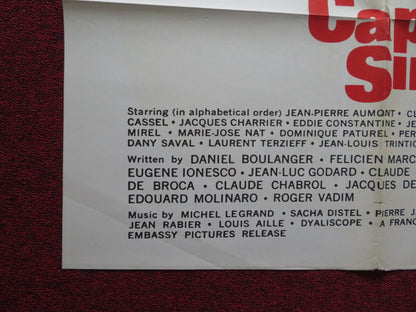 Cap
Si
Starring (in alphabetical order) JEAN-PIERRE AUMONT • CL
CASSEL • JACQUES CHARRIER • EDDIE CONSTANTINE • JE
MIREL • MARIE-JOSE NAT • DOMINIQUE PATUREL • PER
DANY SAVAL • LAURENT TERZIEFF • JEAN-LOUIS TRINTIG
Written by DANIEL BOULANGER • FELICIEN MARC
EUGENE IONESCO • JEAN-LUC GODARD • CLAUDE
DE BROCA • CLAUDE CHABROL • JACQUES DE
EDOUARD MOLINARO • ROGER VADIM
Music by MICHEL LEGRAND • SACHA DISTEL • PIERRE J
JEAN RABIER • LOUIS AILLE • DYALISCOPE • A FRANC
EMBASSY PICTURES RELEASE